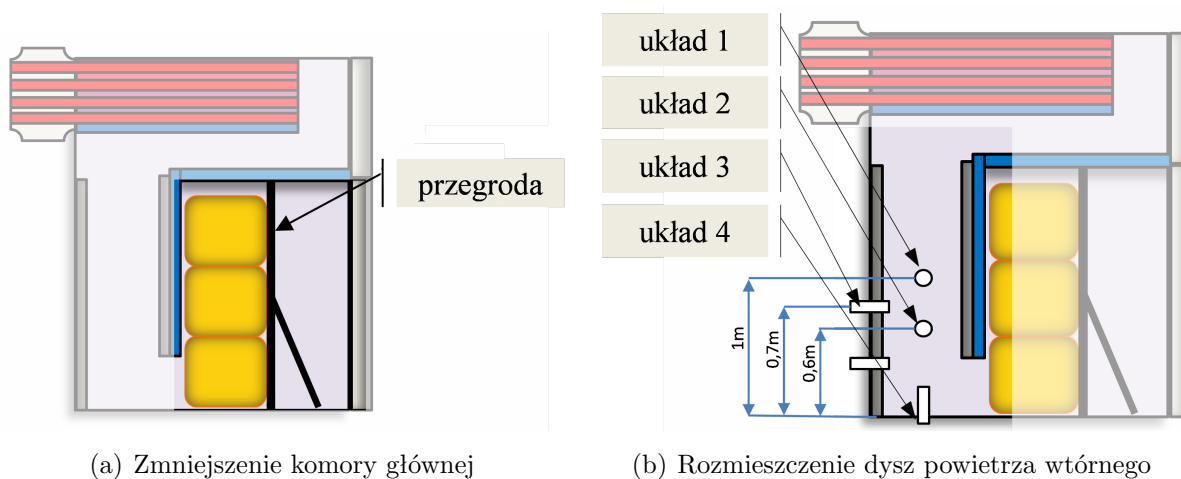 przegroda
układ 1
układ 2
układ 3
układ 4
1m
0,7m
0,6m
(a) Zmniejszenie komory głównej
(b) Rozmieszczenie dysz powietrza wtórnego